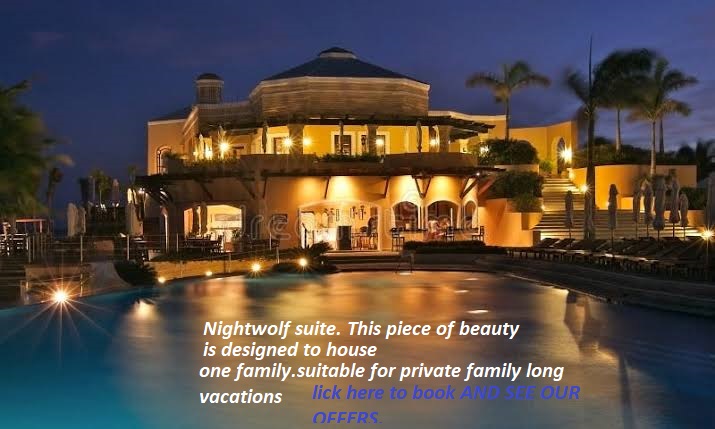 Nightwolf suite. This piece of beauty
is designed to house
one family.suitable for private family long
vacations lick here to book AND SEE OUR
OFFERS.